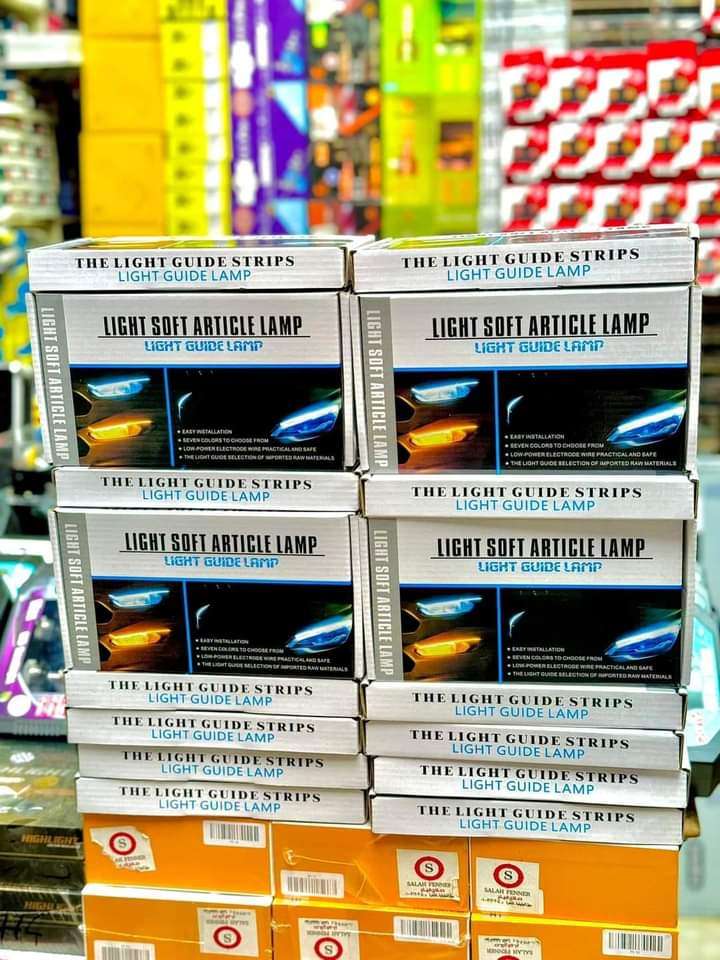 THE LIGHT GUIDE STRIPS
LIGHT GUIDE LAMP
THE LIGHT GUIDE STRIPS
LIGHT GUIDE LAMP
LIGHT SOFT ARTICLE LAMP
LIGHT SOFT ARTICLE LAMP
LIGHT GUIDE LAMP
EASY INSTALLATION
SEVEN COLORS TO CHOOSE FROM
LOW-POWER ELECTRODE WIRE PRACTICAL AND SAFE
THE LIGHT GUIDE SELECTION OF IMPORTED RAW MATERIALS
LIGHT SOFT ARTICLE LAMP
LIGHT SOFT ARTICLE LAMP
LIGHT GUIDE LAMP
EASY INSTALLATION
SEVEN COLORS TO CHOOSE FROM
LOW-POWER ELECTRODE WIRE PRACTICAL AND SAFE
THE LIGHT GUIDE SELECTION OF IMPORTED RAW MATERIALS
THE LIGHT GUIDE STRIPS
LIGHT GUIDE LAMP
THE LIGHT GUIDE STRIPS
LIGHT GUIDE LAMP
LIGHT SOFT ARTICLE LAMP
LIGHT SOFT ARTICLE LAMP
LIGHT GUIDE LAMP
EASY INSTALLATION
SEVEN COLORS TO CHOOSE FROM
LOW-POWER ELECTRODE WIRE PRACTICAL AND SAFE
THE LIGHT GUIDE SELECTION OF IMPORTED RAW MATERIALS
LIGHT SOFT ARTICLE LAMP
LIGHT SOFT ARTICLE LAMP
LIGHT GUIDE LAMP
EASY INSTALLATION
SEVEN COLORS TO CHOOSE FROM
LOW-POWER ELECTRODE WIRE PRACTICAL AND SAFE
THE LIGHT GUIDE SELECTION OF IMPORTED RAW MATERIALS
THE LIGHT GUIDE STRIPS
LIGHT GUIDE LAMP
THE LIGHT GUIDE STRIPS
LIGHT GUIDE LAMP
THE LIGHT GUIDE STRIPS
LIGHT GUIDE LAMP
THE LIGHT GUIDE STRIPS
LIGHT GUIDE LAMP
THE LIGHT GUIDE STRIPS
LIGHT GUIDE LAMP
THE LIGHT GUIDE STRIPS
LIGHT GUIDE LAMP
THE LIGHT GUIDE STRIPS
LIGHT GUIDE LAMP
THE LIGHT GUIDE STRIPS
LIGHT GUIDE LAMP
HIGHLIGHT
S
S
SALAH FENNER
S
SALAH FENNER
S
SALAH FENNER
S
SALAH FENNER